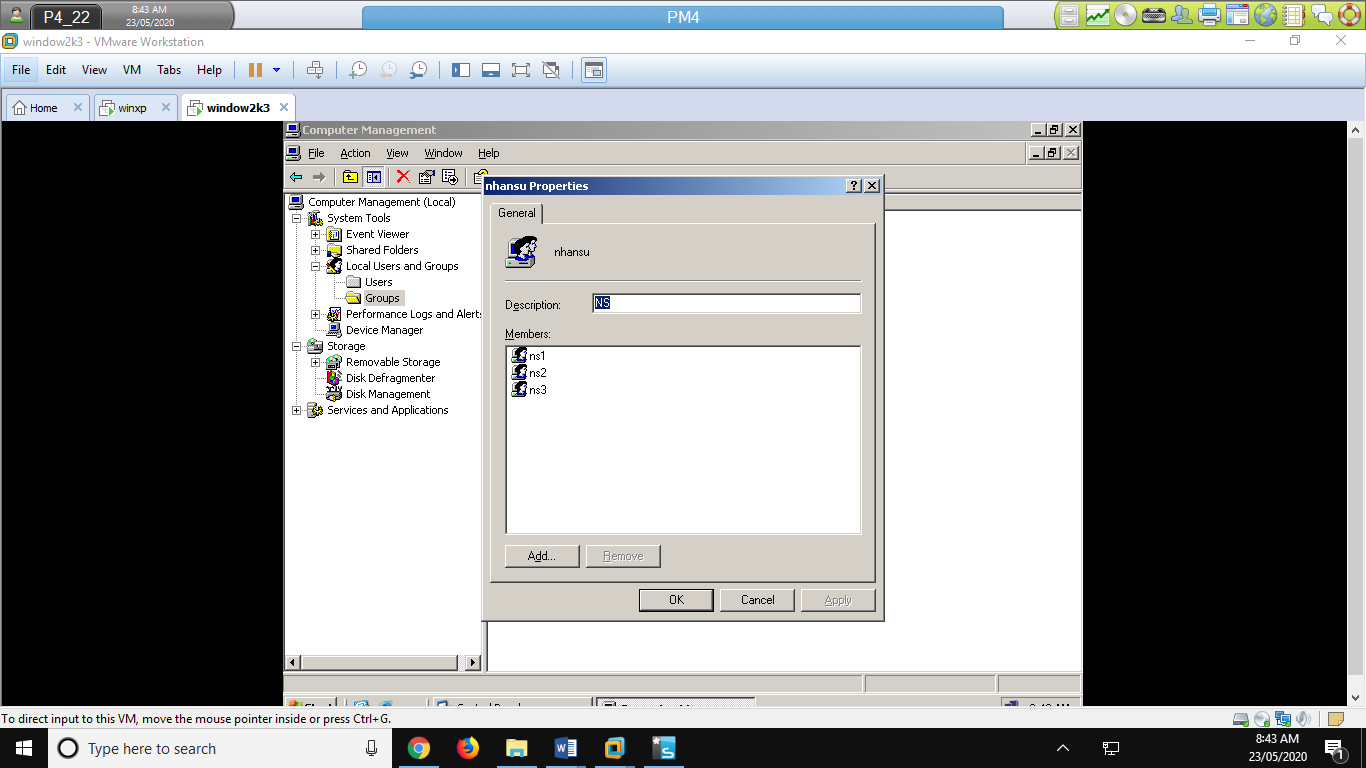 P4_22
8:43 AM
23/05/2020
PM4
window2k3 - VMware Workstation
File Edit View VM Tabs Help
Home winxp window2k3
Computer Management
File Action View Window Help
nhansu Properties
General
nhansu
Description: NS
Members:
ns1
ns2
ns3
Add... Remove
OK Cancel Apply
Computer Management (Local)
System Tools
Event Viewer
Shared Folders
Local Users and Groups
Users
Groups
Performance Logs and Alerts
Device Manager
Storage
Removable Storage
Disk Defragmenter
Disk Management
Services and Applications
To direct input to this VM, move the mouse pointer inside or press Ctrl+G.
Type here to search
8:43 AM
23/05/2020
1